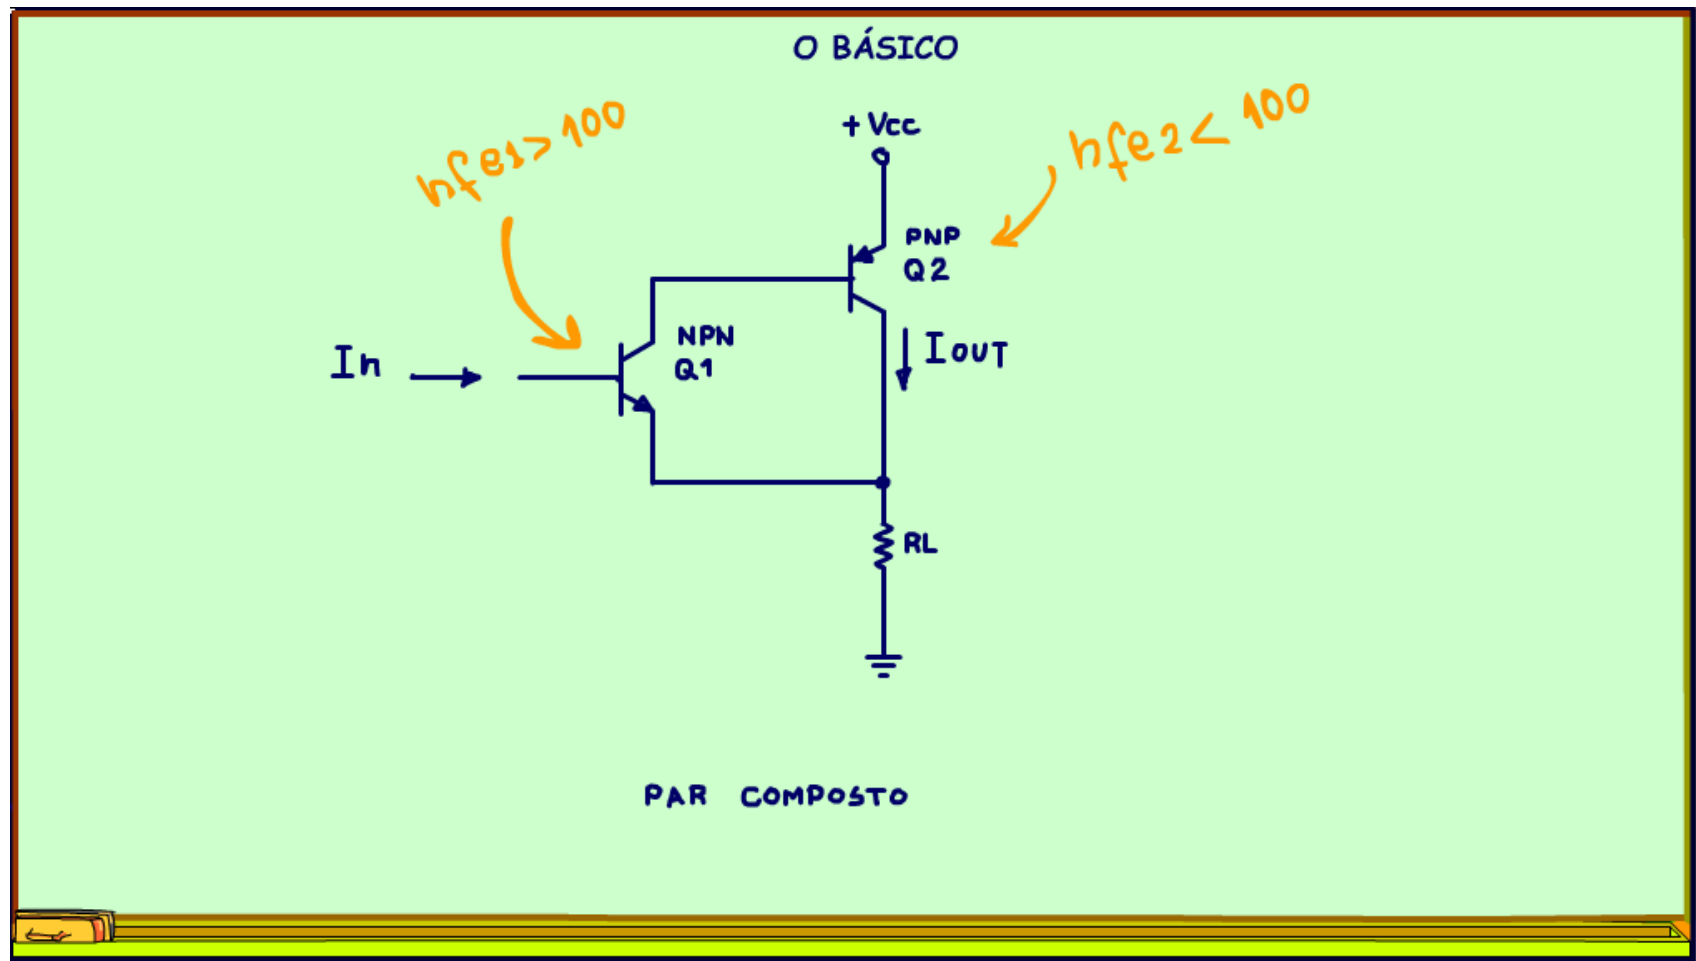 O BÁSICO
hfe1>100
+Vcc
hfe2<100
PNP
Q2
NPN
Q1
In
IOUT
RL
PAR COMPOSTO